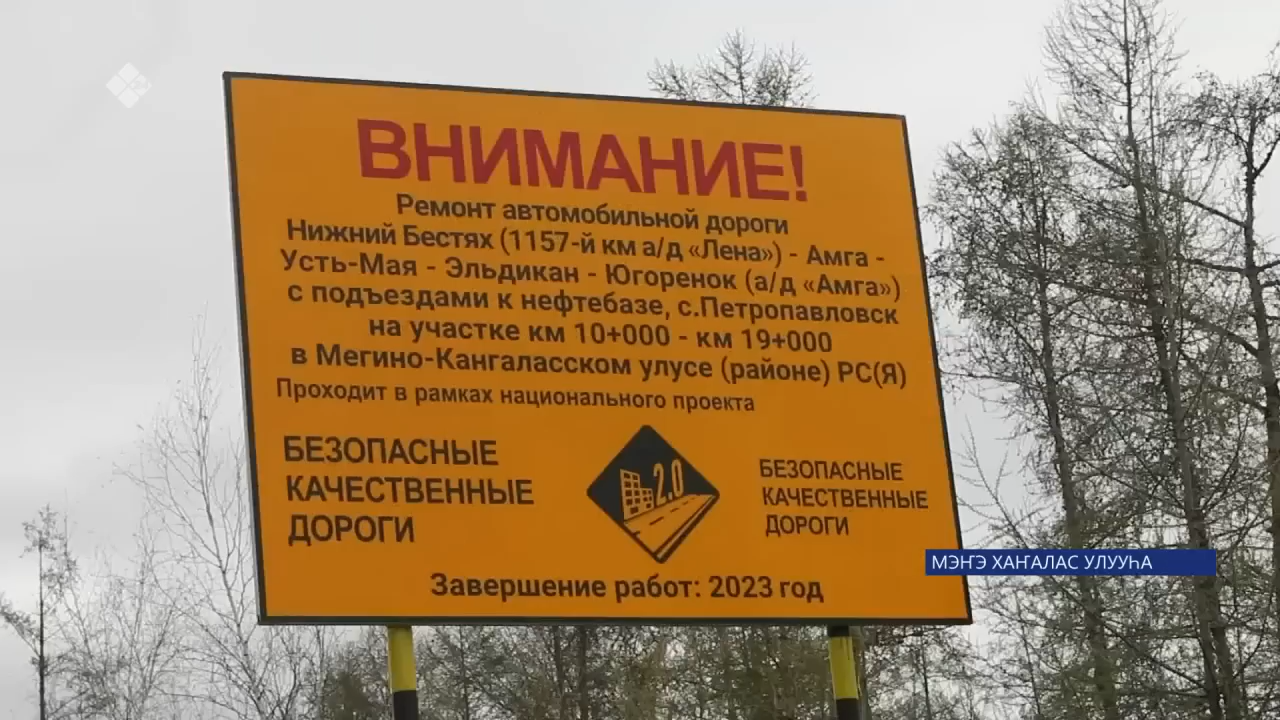 ВНИМАНИЕ!
Ремонт автомобильной дороги
Нижний Бестях (1157-й км а/д «Лена») - Амга -
Усть-Мая - Эльдикан - Югоренок (а/д «Амга»)
с подъездами к нефтебазе, с.Петропавловск
на участке км 10+000 - км 19+000
в Мегино-Кангаласском улусе (районе) РС(Я)
Проходит в рамках национального проекта
БЕЗОПАСНЫЕ
КАЧЕСТВЕННЫЕ
ДОРОГИ
2.0
БЕЗОПАСНЫЕ
КАЧЕСТВЕННЫЕ
ДОРОГИ
Завершение работ: 2023 год
МЭҤЭ ХАҤАЛАС УЛУУҺА